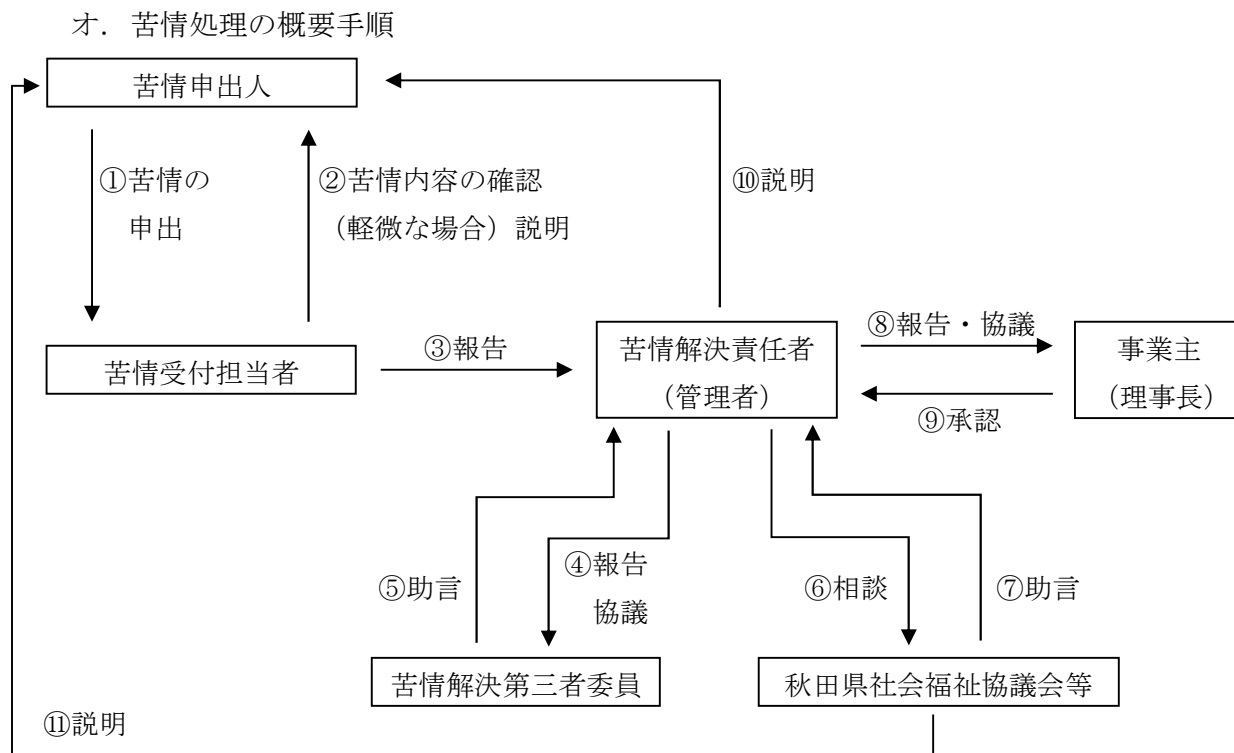 オ．苦情処理の概要手順
苦情申出人
①苦情の
申出
②苦情内容の確認
（軽微な場合）説明
⑩説明
苦情受付担当者
③報告
苦情解決責任者
（管理者）
⑧報告・協議
⑨承認
事業主
（理事長）
⑤助言
④報告
協議
⑥相談
⑦助言
苦情解決第三者委員
秋田県社会福祉協議会等
⑪説明